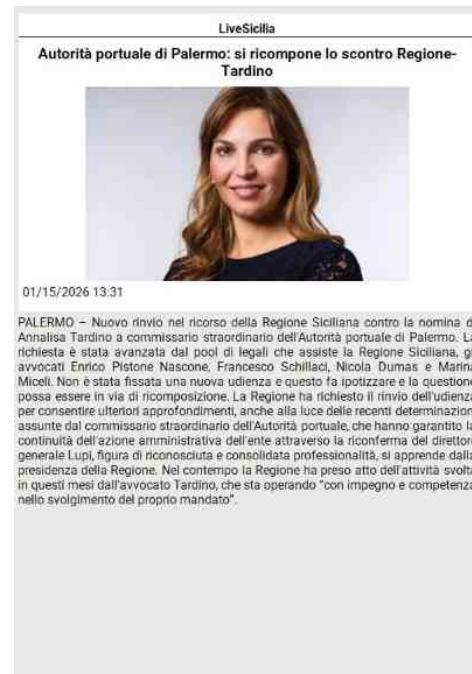 LiveSicilia
Autorità portuale di Palermo: si ricompone lo scontro Regione-
Tardino
01/15/2026 13:31
PALERMO – Nuovo rinvio nel ricorso della Regione Siciliana contro la nomina d
Annalisa Tardino a commissario straordinario dell'Autorità portuale di Palermo. La
richiesta è stata avanzata dal pool di legali che assiste la Regione Siciliana, gl
avvocati Enrico Pistone Nascone, Francesco Schillaci, Nicola Dumas e Marina
Miceli. Non è stata fissata una nuova udienza e questo fa ipotizzare e la questione
possa essere in via di ricomposizione. La Regione ha richiesto il rinvio dell'udienza
per consentire ulteriori approfondimenti, anche alla luce delle recenti determinazion
assunte dal commissario straordinario dell'Autorità portuale, che hanno garantito la
continuità dell'azione amministrativa dell'ente attraverso la riconferma del direttore
generale Lupi, figura di riconosciuta e consolidata professionalità, si apprende dalla
presidenza della Regione. Nel contempo la Regione ha preso atto dell'attività svolta
in questi mesi dall'avvocato Tardino, che sta operando "con impegno e competenza
nello svolgimento del proprio mandato".